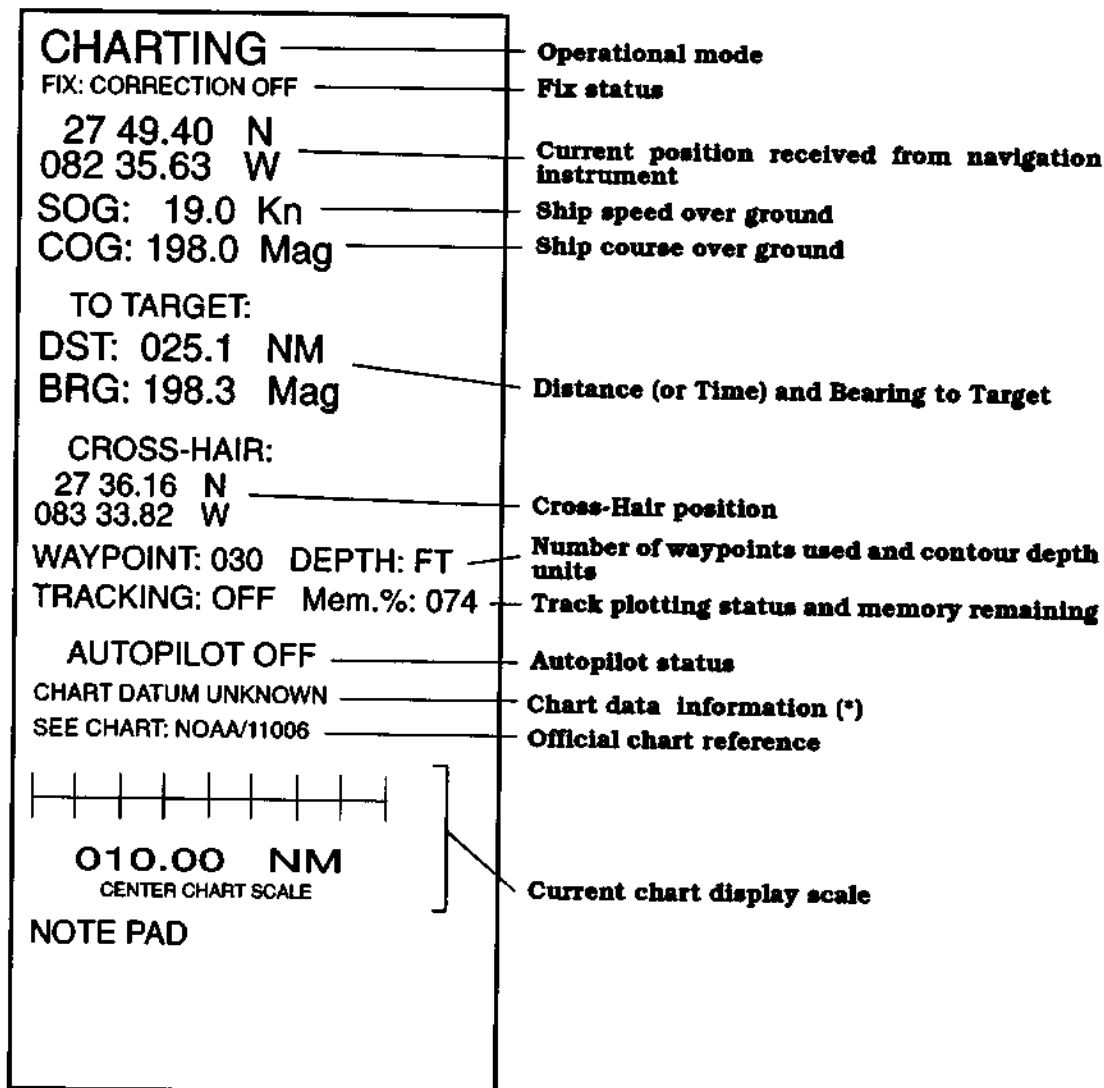 CHARTING Operational mode
FIX: CORRECTION OFF Fix status
27 49.40 N
082 35.63 W
Current position received from navigation
instrument
SOG: 19.0 Kn Ship speed over ground
COG: 198.0 Mag Ship course over ground
TO TARGET:
DST: 025.1 NM
BRG: 198.3 Mag Distance (or Time) and Bearing to Target
CROSS-HAIR:
27 36.16 N
083 33.82 W
Cross-Hair position
WAYPOINT: 030 DEPTH: FT Number of waypoints used and contour depth
units
TRACKING: OFF Mem.%: 074 Track plotting status and memory remaining
AUTOPILOT OFF Autopilot status
CHART DATUM UNKNOWN Chart data information (*)
SEE CHART: NOAA/11006 Official chart reference
010.00 NM
CENTER CHART SCALE Current chart display scale
NOTE PAD